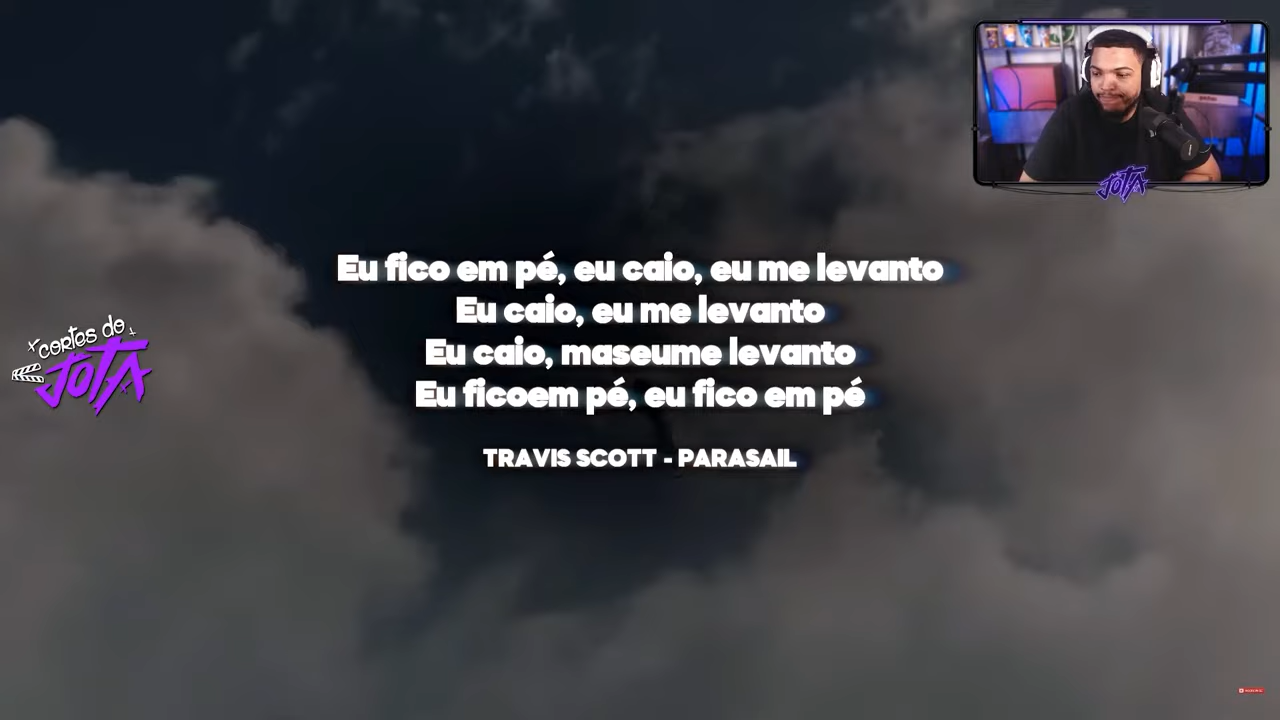 JOTA
Eu fico em pé, eu caio, eu me levanto
Eu caio, eu me levanto
Eu caio, maseume levanto
Eu ficoem pé, eu fico em pé
TRAVIS SCOTT - PARASAIL
cortes do
JOTA